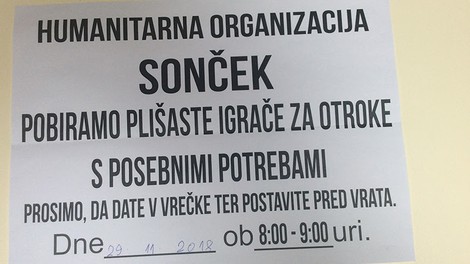 HUMANITARNA ORGANIZACIJA
SONČEK
POBIRAMO PLIŠASTE IGRAČE ZA OTROKE
S POSEBNIMI POTREBAMI
PROSIMO, DA DATE V VREČKE TER POSTAVITE PRED VRATA.
Dne 29. 11. 2018 ob 8:00 - 9:00 uri.